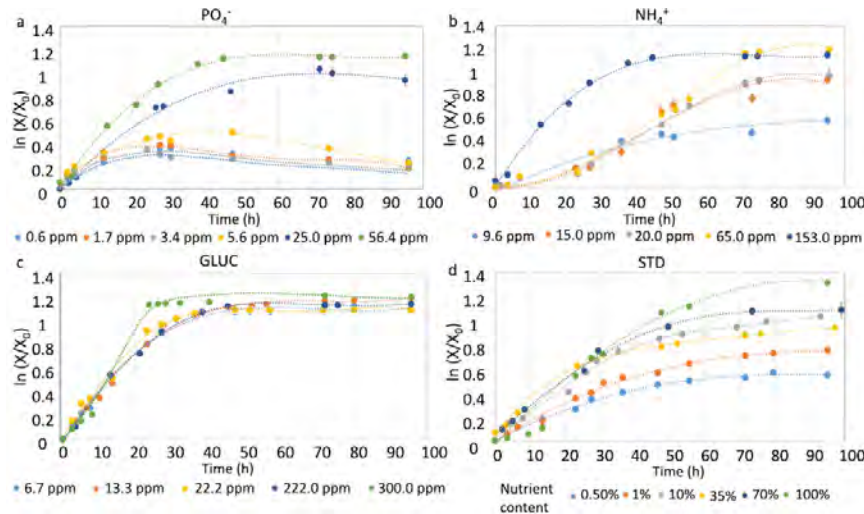 a PO₄⁻
ln (X/X₀)
1.4
1.2
1
0.8
0.6
0.4
0.2
0
0 10 20 30 40 50 60 70 80 90 100
Time (h)
0.6 ppm 1.7 ppm 3.4 ppm 5.6 ppm 25.0 ppm 56.4 ppm
b NH₄⁺
ln (X/X₀)
1.4
1.2
1
0.8
0.6
0.4
0.2
0
0 10 20 30 40 50 60 70 80 90 100
Time (h)
9.6 ppm 15.0 ppm 20.0 ppm 65.0 ppm 153.0 ppm
c GLUC
ln (X/X₀)
1.4
1.2
1.0
0.8
0.6
0.4
0.2
0
0 10 20 30 40 50 60 70 80 90 100
Time (h)
6.7 ppm 13.3 ppm 22.2 ppm 222.0 ppm 300.0 ppm
d STD
ln (X/X₀)
1.4
1.2
1
0.8
0.6
0.4
0.2
0
0 10 20 30 40 50 60 70 80 90 100
Time (h)
Nutrient content 0.50% 1% 10% 35% 70% 100%